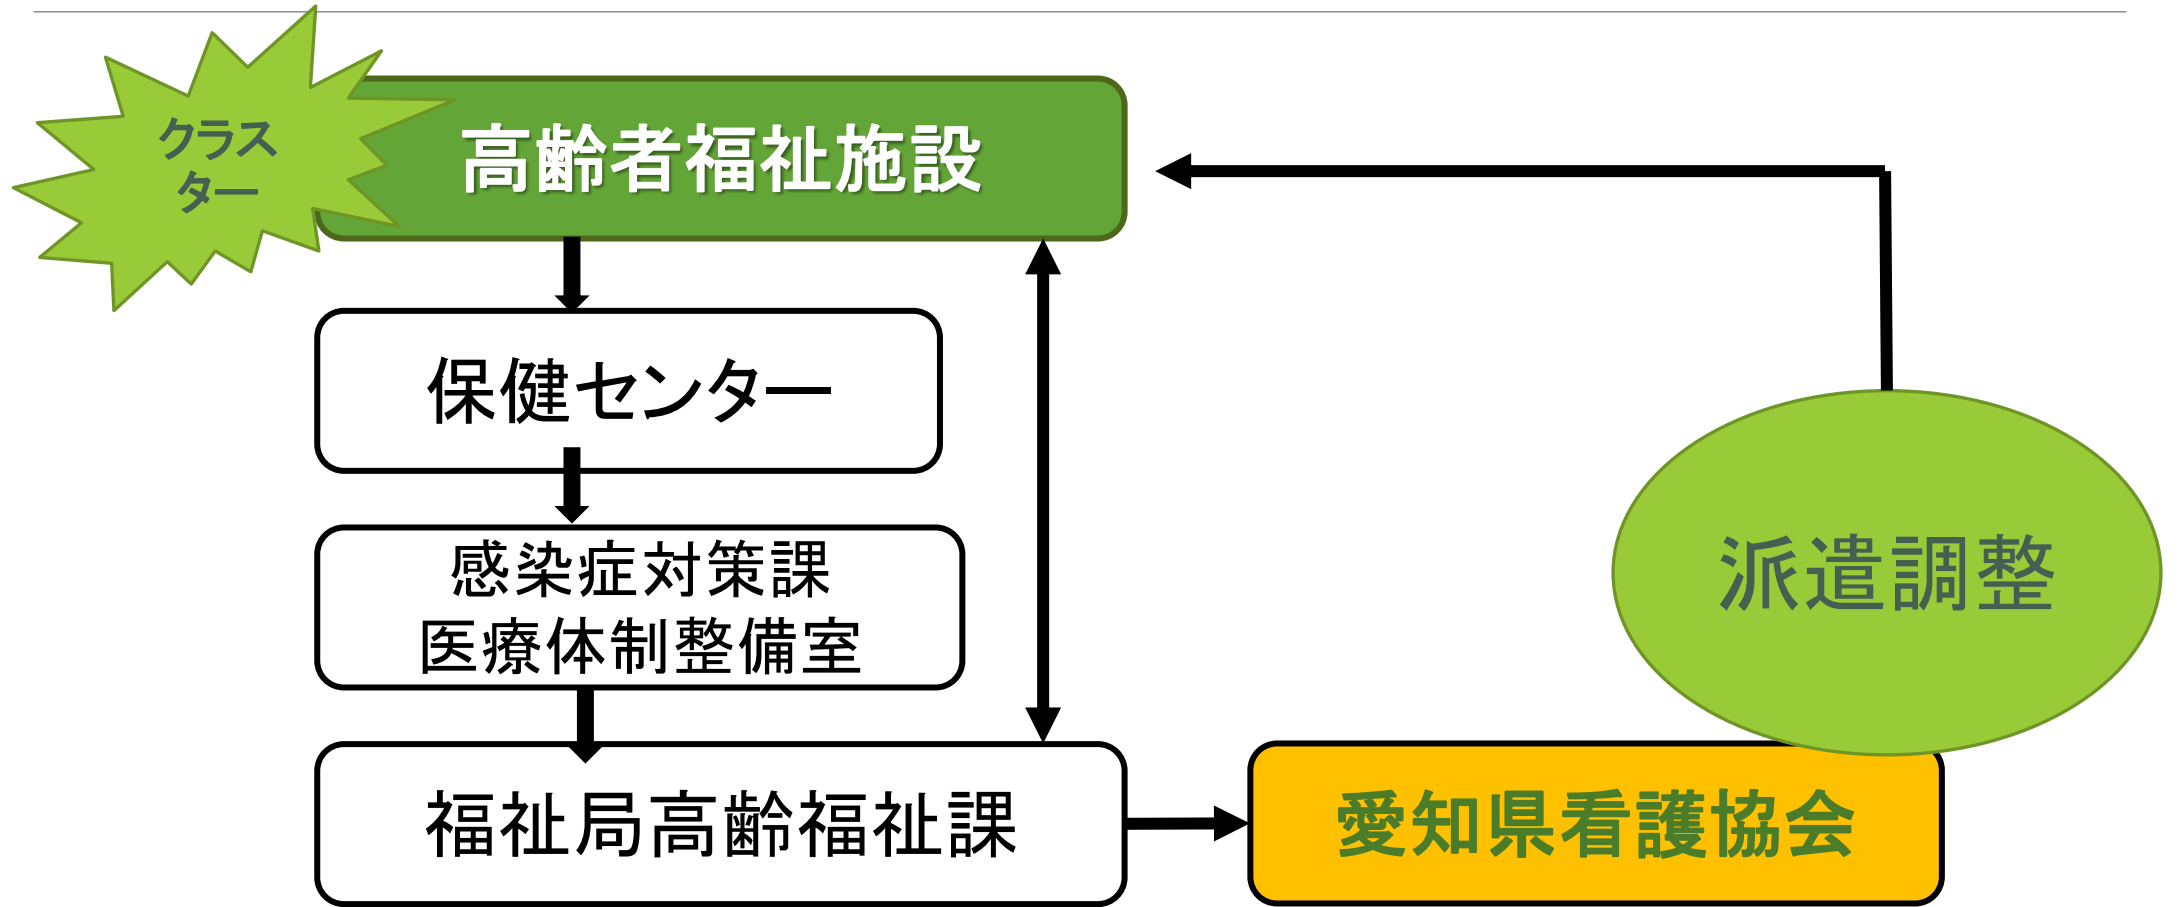 クラス
ター
高齢者福祉施設
保健センター
感染症対策課
医療体制整備室
派遣調整
福祉局高齢福祉課
愛知県看護協会